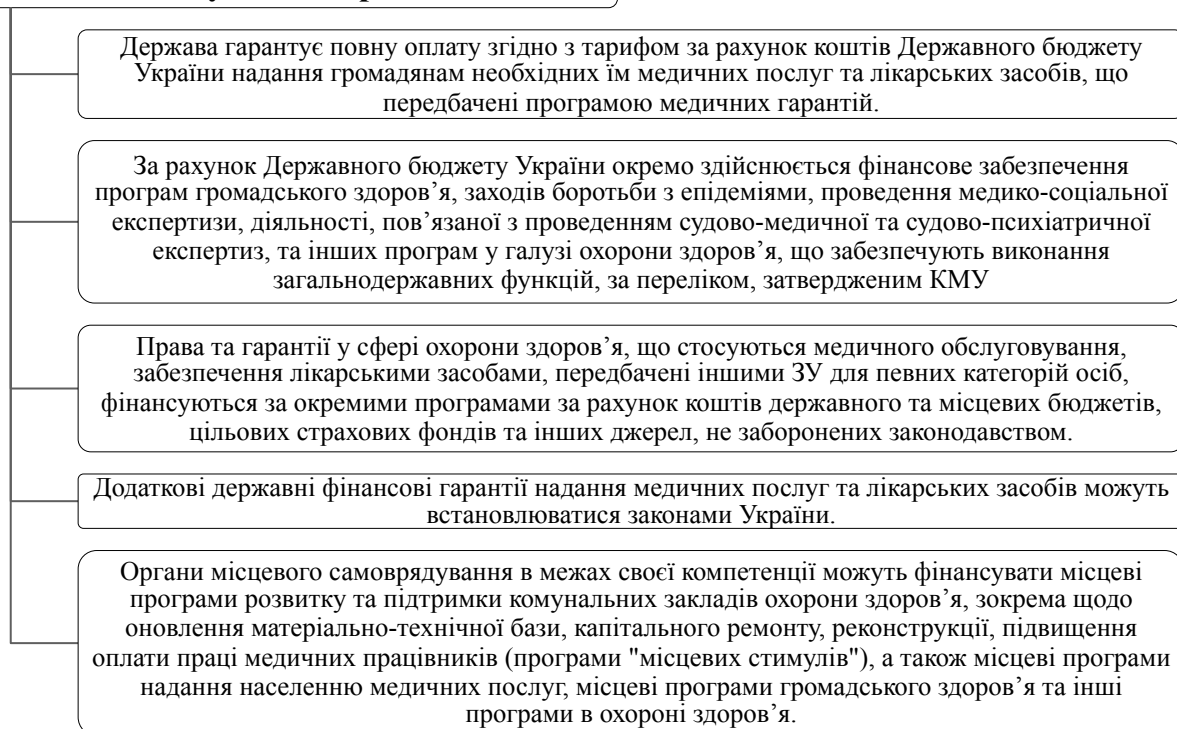 Держава гарантує повну оплату згідно з тарифом за рахунок коштів Державного бюджету
України надання громадянам необхідних їм медичних послуг та лікарських засобів, що
передбачені програмою медичних гарантій.
За рахунок Державного бюджету України окремо здійснюється фінансове забезпечення
програм громадського здоров’я, заходів боротьби з епідеміями, проведення медико-соціальної
експертизи, діяльності, пов’язаної з проведенням судово-медичної та судово-психіатричної
експертиз, та інших програм у галузі охорони здоров’я, що забезпечують виконання
загальнодержавних функцій, за переліком, затвердженим КМУ
Права та гарантії у сфері охорони здоров’я, що стосуються медичного обслуговування,
забезпечення лікарськими засобами, передбачені іншими ЗУ для певних категорій осіб,
фінансуються за окремими програмами за рахунок коштів державного та місцевих бюджетів,
цільових страхових фондів та інших джерел, не заборонених законодавством.
Додаткові державні фінансові гарантії надання медичних послуг та лікарських засобів можуть
встановлюватися законами України.
Органи місцевого самоврядування в межах своєї компетенції можуть фінансувати місцеві
програми розвитку та підтримки комунальних закладів охорони здоров’я, зокрема щодо
оновлення матеріально-технічної бази, капітального ремонту, реконструкції, підвищення
оплати праці медичних працівників (програми "місцевих стимулів"), а також місцеві програми
надання населенню медичних послуг, місцеві програми громадського здоров’я та інші
програми в охороні здоров’я.